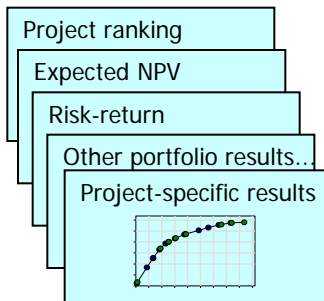 Project ranking
Expected NPV
Risk-return
Other portfolio results...
Project-specific results